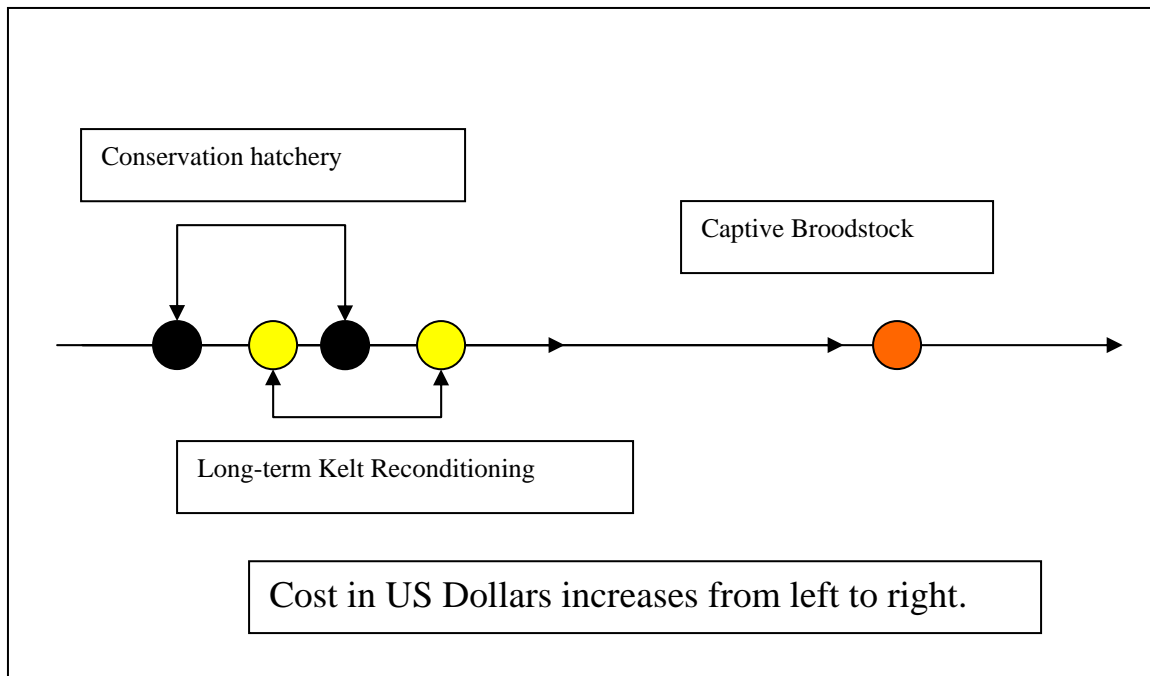 Conservation hatchery
Captive Broodstock
Long-term Kelt Reconditioning
Cost in US Dollars increases from left to right.